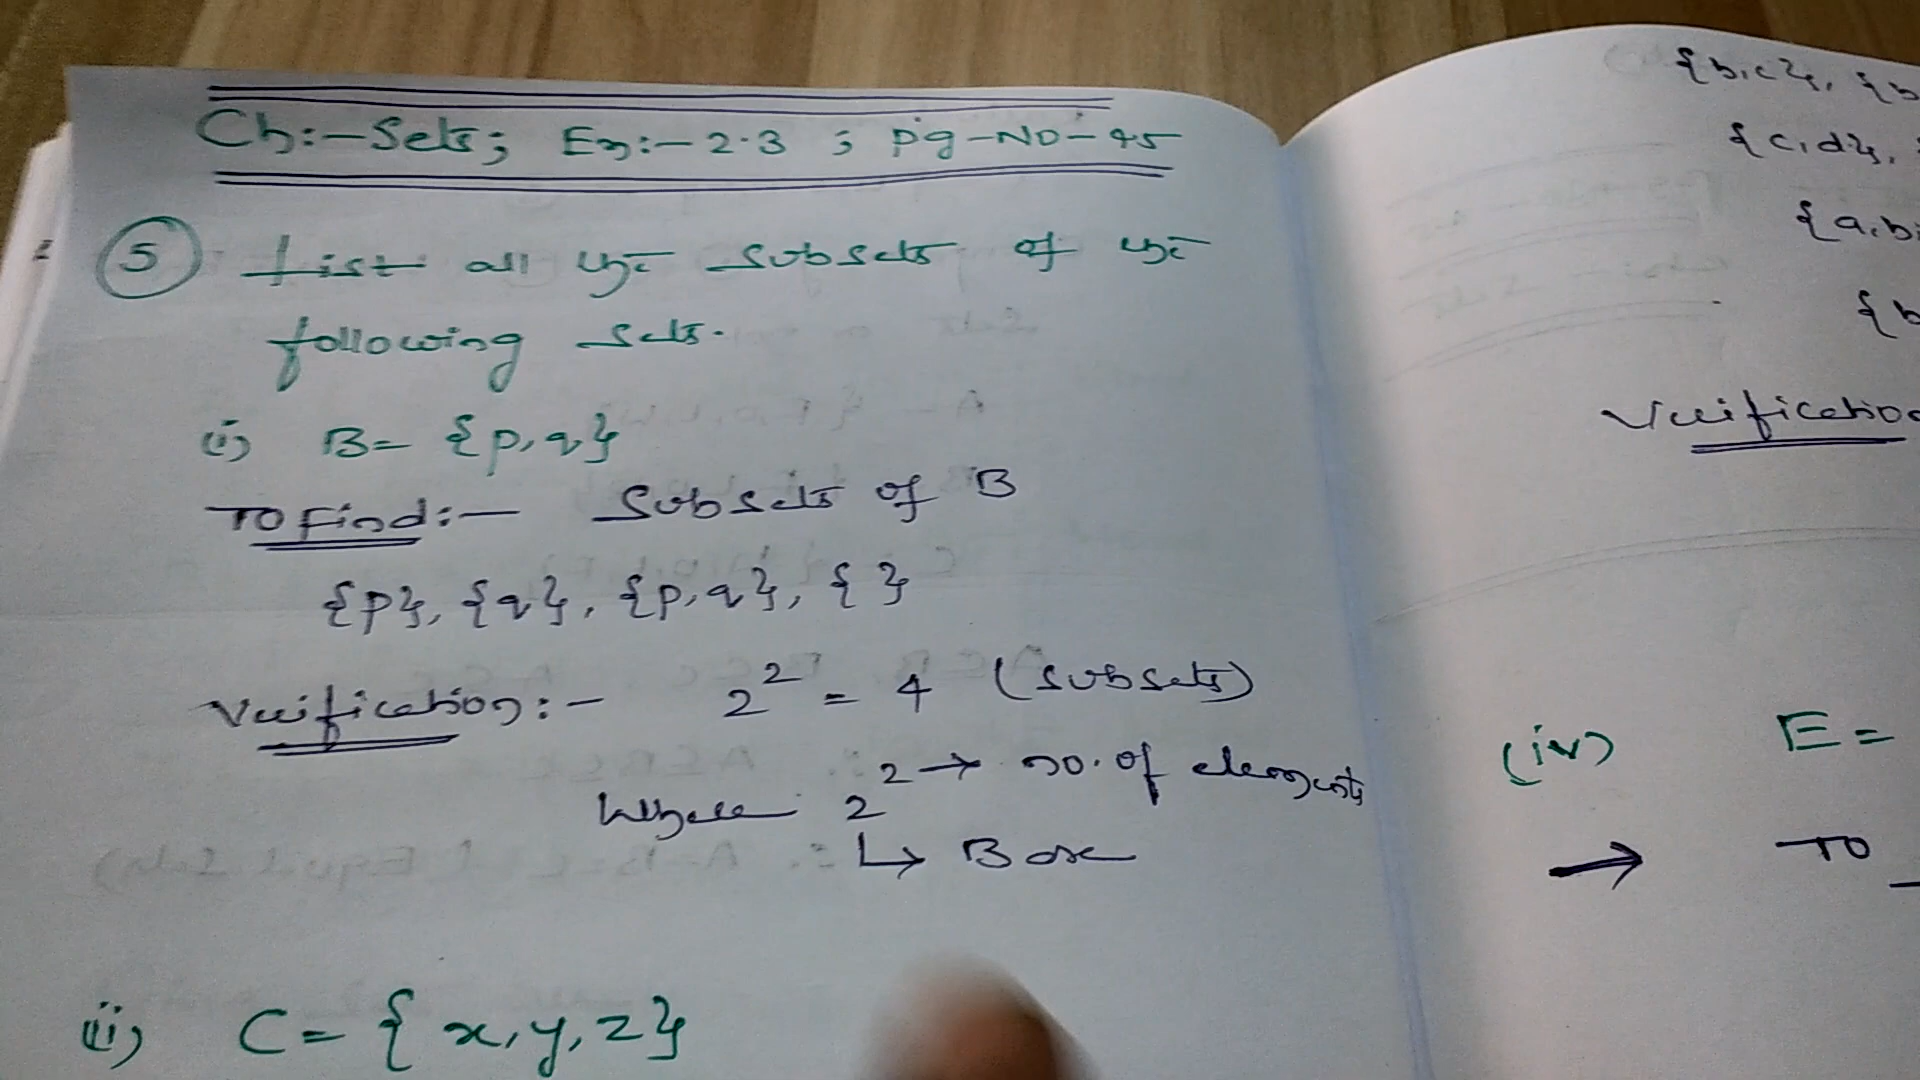 Ch:- Sets; Ex:- 2.3 ; pg-NO-45
5 List all the subsets of the
following sets.
(i) B= {p,q}
To Find:- Subsets of B
{p}, {q}, {p,q}, { }
Verification:- 2² = 4 (subsets)
Where 2² → no. of elements
↳ Base
(ii) C= { x, y, z}
{b,c}, {b
{c,d},
{a,b,
{b
Verification
(iv) E=
→ To